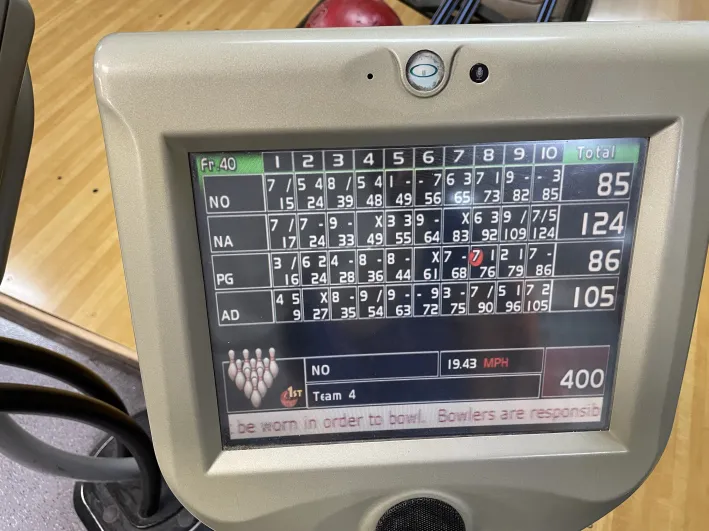 Fr.40 1 2 3 4 5 6 7 8 9 10 Total
7 / 5 4 8 / 5 4 1 - - 7 6 3 7 1 9 - - 3
NO 15 24 39 48 49 56 65 73 82 85 85
7 / 7 - 9 - X 3 3 9 - X 6 3 9 / 7/5
NA 17 24 33 49 55 64 83 92 109 124 124
3 / 6 2 4 - 8 - 8 - X 7 - 7 1 2 1 7 -
PG 16 24 28 36 44 61 68 76 79 86 86
4 5 X 8 - 9 / 9 - - 9 3 - 7 / 5 1 7 2
AD 9 27 35 54 63 72 75 90 96 105 105
NO 19.43 MPH
1ST Team 4 400
be worn in order to bowl. Bowlers are responsib